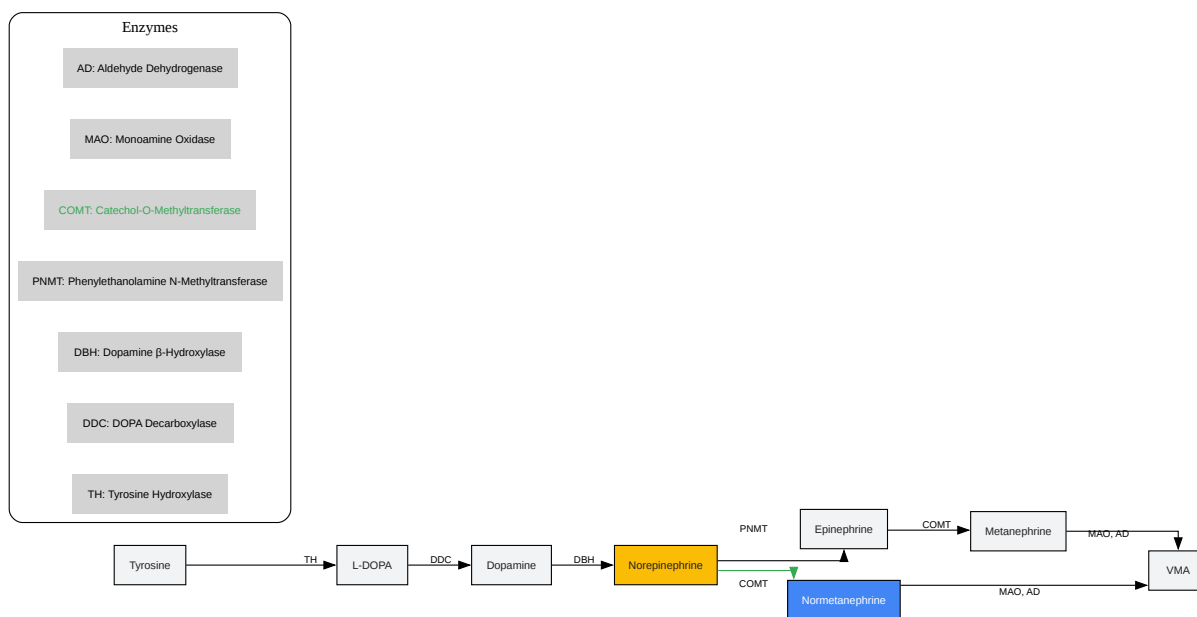 Enzymes
AD: Aldehyde Dehydrogenase
MAO: Monoamine Oxidase
COMT: Catechol-O-Methyltransferase
PNMT: Phenylethanolamine N-Methyltransferase
DBH: Dopamine β-Hydroxylase
DDC: DOPA Decarboxylase
TH: Tyrosine Hydroxylase
Tyrosine
TH
L-DOPA
DDC
Dopamine
DBH
Norepinephrine
PNMT
Epinephrine
COMT
Metanephrine
MAO, AD
COMT
Normetanephrine
MAO, AD
VMA